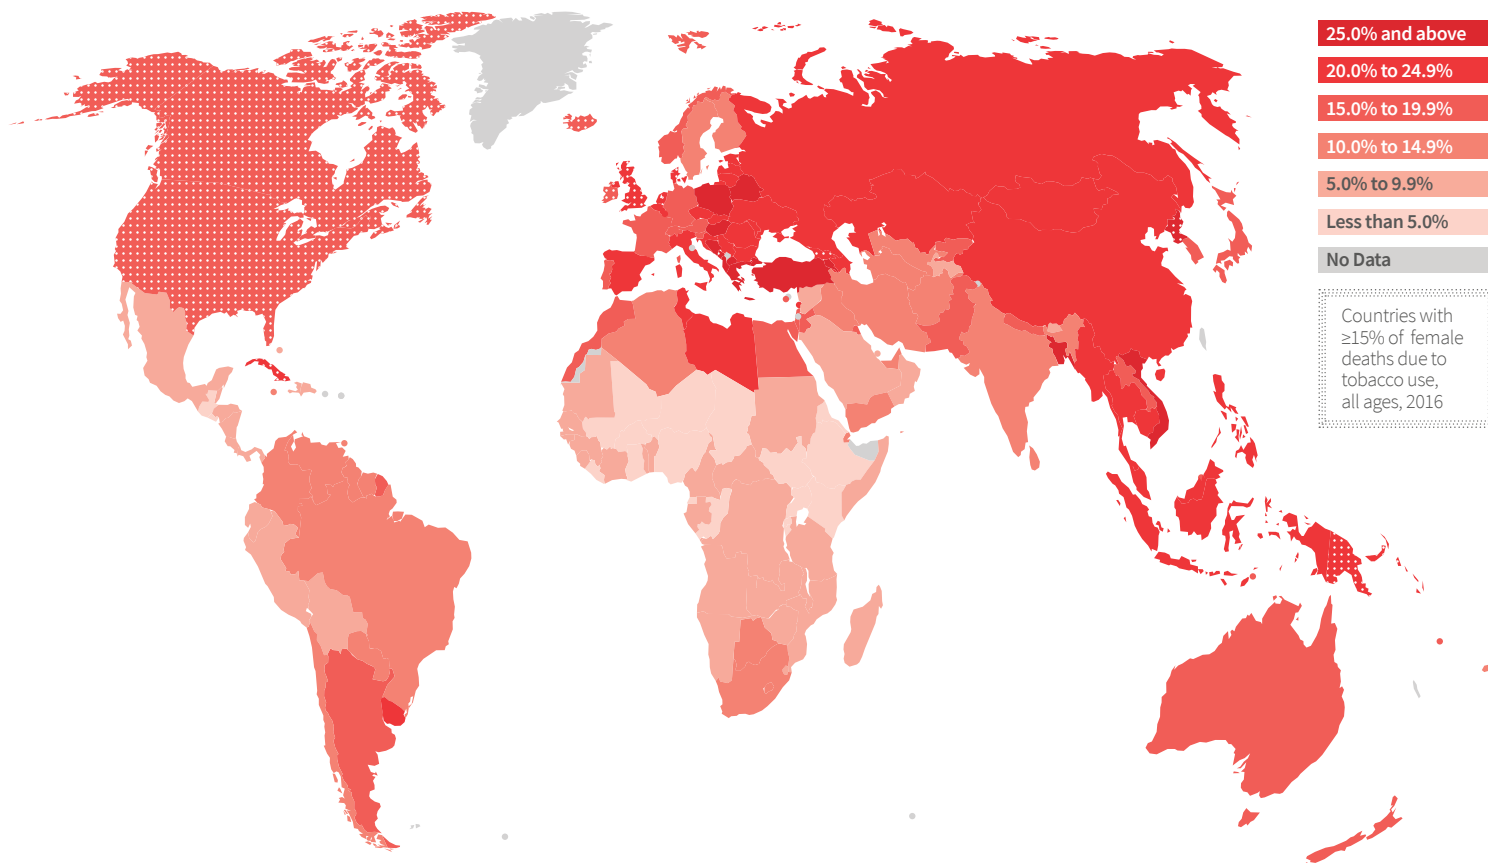 25.0% and above
20.0% to 24.9%
15.0% to 19.9%
10.0% to 14.9%
5.0% to 9.9%
Less than 5.0%
No Data
Countries with
≥15% of female
deaths due to
tobacco use,
all ages, 2016